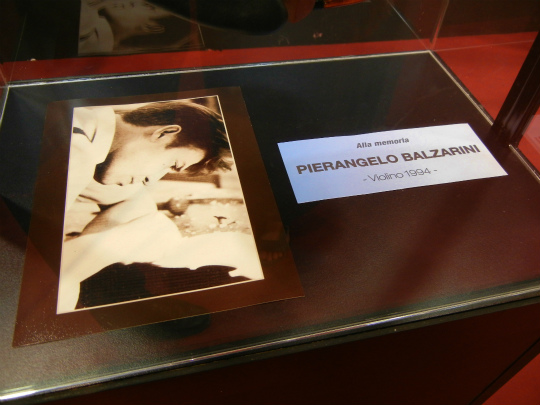 Alla memoria
PIERANGELO BALZARINI
- Violino 1994 -